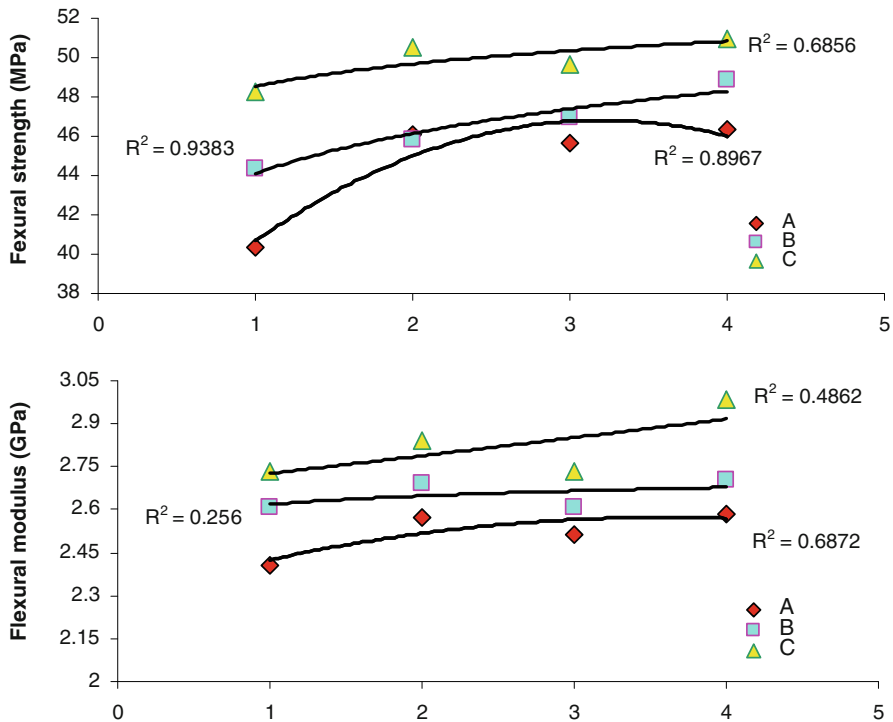 Fexural strength (MPa)
52
50
48
46
44
42
40
38
0
1
2
3
4
5
R² = 0.6856
R² = 0.9383
R² = 0.8967
A
B
C
Flexural modulus (GPa)
3.05
2.9
2.75
2.6
2.45
2.3
2.15
2
0
1
2
3
4
5
R² = 0.4862
R² = 0.256
R² = 0.6872
A
B
C